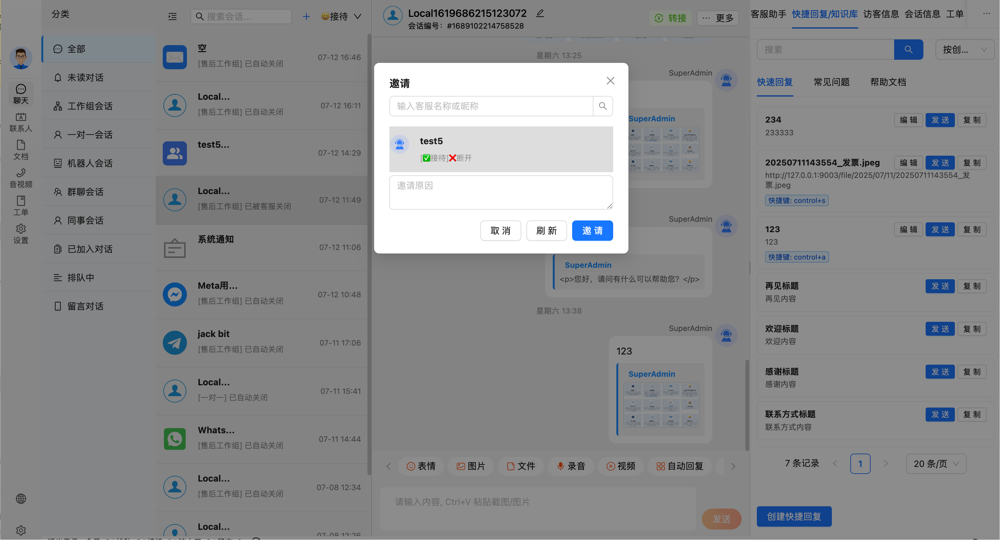 聊天
联系人
文档
音视频
工单
设置
分类
全部
未读对话
工作组会话
一对一会话
机器人会话
群聊会话
同事会话
已加入对话
排队中
留言对话
搜索会话...
😀接待
空
07-12 16:46
[售后工作组] 已自动关闭
Local...
07-12 16:11
[售后工作组] 已自动关闭
test5...
07-12 14:29
Local...
07-12 11:49
[售后工作组] 已被客服关闭
系统通知
07-12 11:06
Meta用...
07-12 10:48
[售后工作组] 已自动关闭
jack bit
07-11 17:06
[售后工作组] 已自动关闭
Local...
07-11 15:41
[一对一] 已自动关闭
Whats...
07-11 14:44
[售后工作组] 已自动关闭
Local...
07-08 12:34
[售后工作组] 已自动关闭
Local...
07-08 12:26
Local1619686215123072
会话编号：#1689102214758528
转接
··· 更多
星期六 13:25
SuperAdmin
SuperAdmin
邀请
输入客服名称或昵称
test5
[✅接待]❌断开
邀请原因
取 消
刷 新
邀 请
SuperAdmin
SuperAdmin
<p>您好，请问有什么可以帮助您？</p>
星期六 13:38
SuperAdmin
123
SuperAdmin
表情
图片
文件
录音
视频
自动回复
请输入内容, Ctrl+V 粘贴截图/图片
发送
客服助手
快捷回复/知识库
访客信息
会话信息
工单
···
搜索
按创...
快速回复
常见问题
帮助文档
234
编 辑
发 送
复 制
233333
20250711143554_发票.jpeg
编 辑
发 送
复 制
http://127.0.0.1:9003/file/2025/07/11/20250711143554_发
票.jpeg
快捷键: control+s
123
编 辑
发 送
复 制
123
快捷键: control+a
再见标题
发 送
复 制
再见内容
欢迎标题
发 送
复 制
欢迎内容
感谢标题
发 送
复 制
感谢内容
联系方式标题
发 送
复 制
联系方式内容
7 条记录
1
20 条/页
创建快捷回复